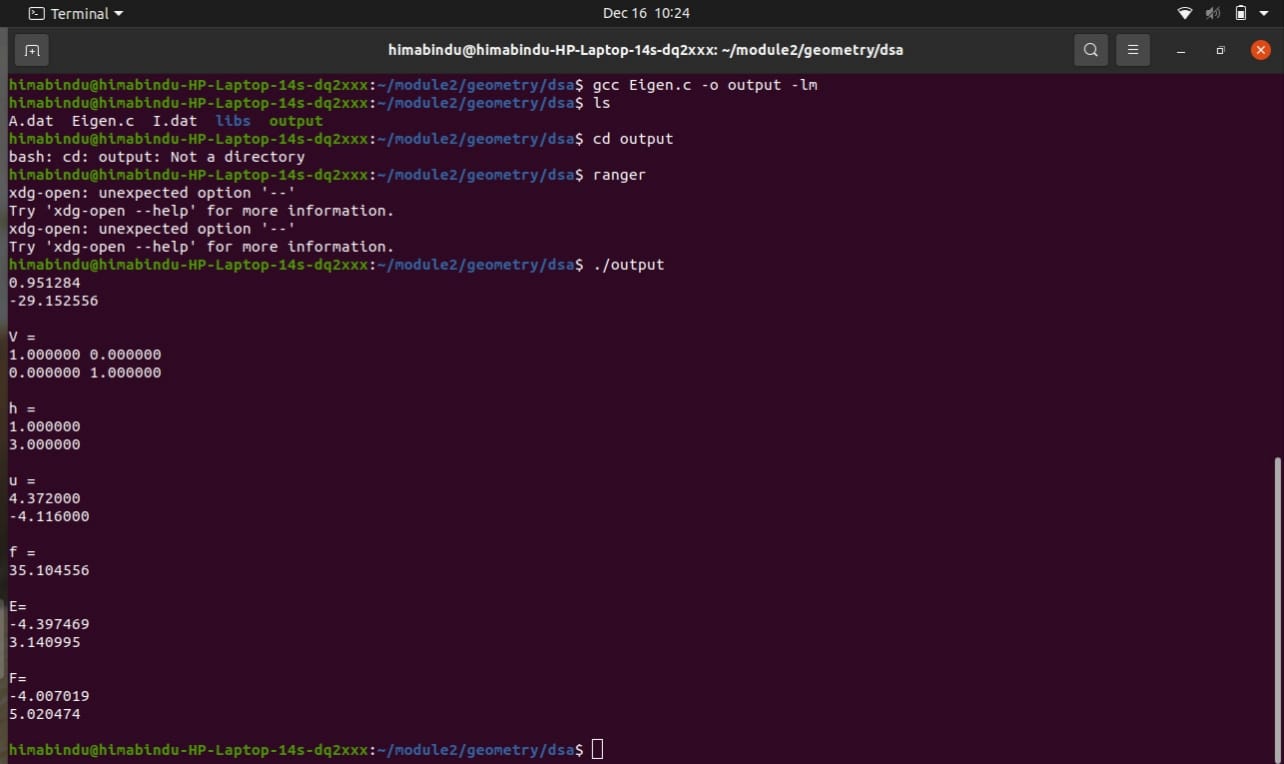 Terminal
Dec 16 10:24
himabindu@himabindu-HP-Laptop-14s-dq2xxx: ~/module2/geometry/dsa
himabindu@himabindu-HP-Laptop-14s-dq2xxx:~/module2/geometry/dsa$ gcc Eigen.c -o output -lm
himabindu@himabindu-HP-Laptop-14s-dq2xxx:~/module2/geometry/dsa$ ls
A.dat Eigen.c I.dat libs output
himabindu@himabindu-HP-Laptop-14s-dq2xxx:~/module2/geometry/dsa$ cd output
bash: cd: output: Not a directory
himabindu@himabindu-HP-Laptop-14s-dq2xxx:~/module2/geometry/dsa$ ranger
xdg-open: unexpected option '--'
Try 'xdg-open --help' for more information.
xdg-open: unexpected option '--'
Try 'xdg-open --help' for more information.
himabindu@himabindu-HP-Laptop-14s-dq2xxx:~/module2/geometry/dsa$ ./output
0.951284
-29.152556
V =
1.000000 0.000000
0.000000 1.000000
h =
1.000000
3.000000
u =
4.372000
-4.116000
f =
35.104556
E=
-4.397469
3.140995
F=
-4.007019
5.020474
himabindu@himabindu-HP-Laptop-14s-dq2xxx:~/module2/geometry/dsa$